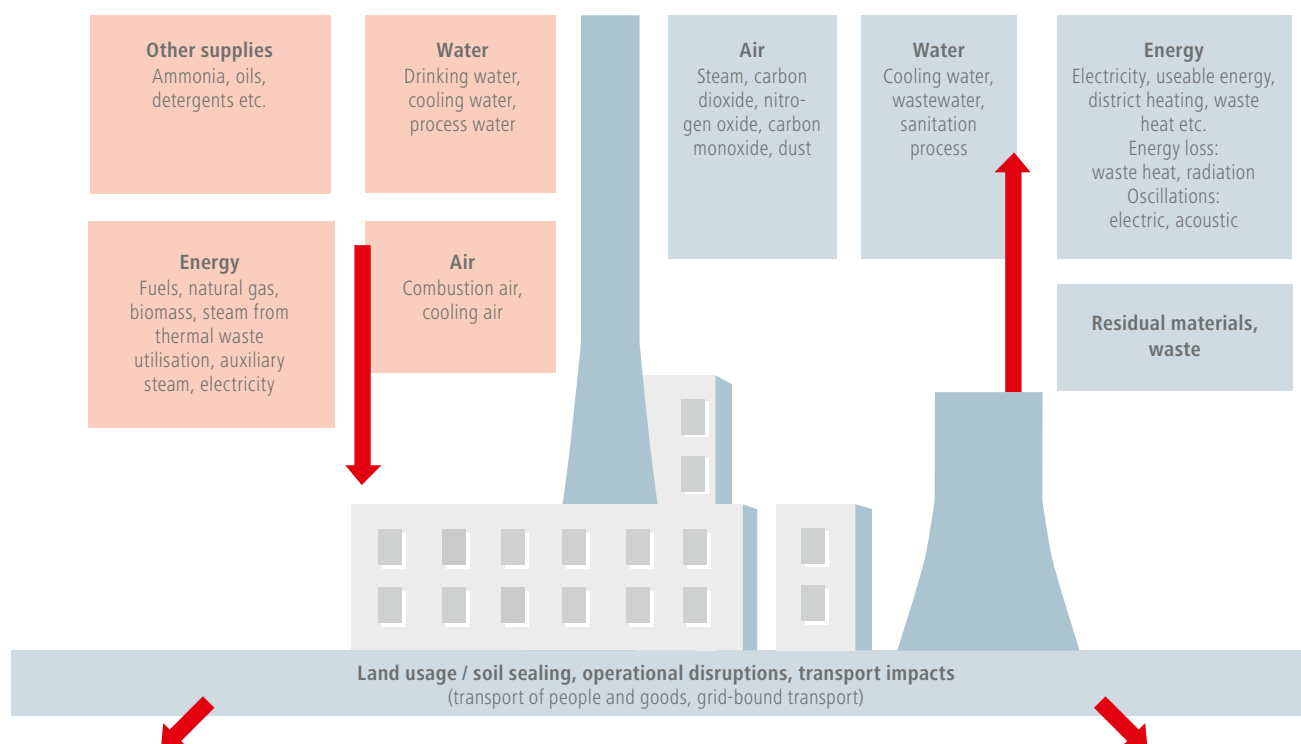 Other supplies
Ammonia, oils,
detergents etc.
Water
Drinking water,
cooling water,
process water
Air
Steam, carbon
dioxide, nitro-
gen oxide, carbon
monoxide, dust
Water
Cooling water,
wastewater,
sanitation
process
Energy
Electricity, useable energy,
district heating, waste
heat etc.
Energy loss:
waste heat, radiation
Oscillations:
electric, acoustic
Energy
Fuels, natural gas,
biomass, steam from
thermal waste
utilisation, auxiliary
steam, electricity
Air
Combustion air,
cooling air
Residual materials,
waste
Land usage / soil sealing, operational disruptions, transport impacts
(transport of people and goods, grid-bound transport)